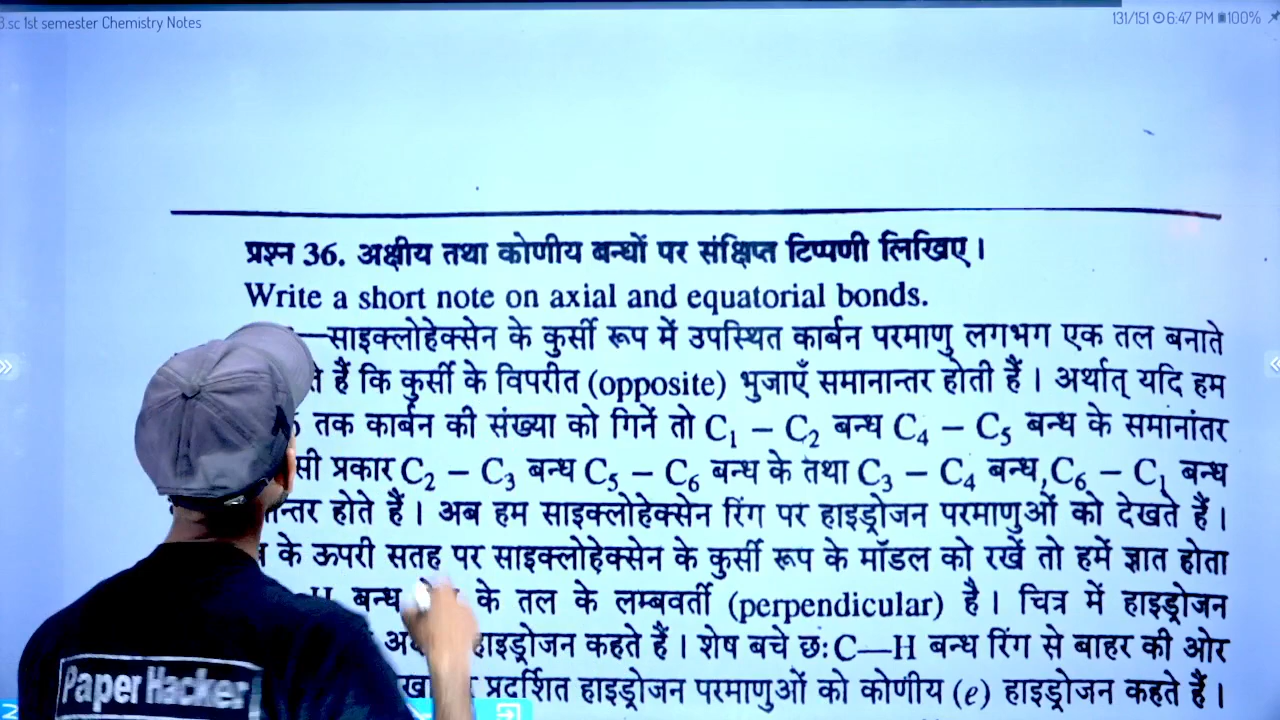 B.sc 1st semester Chemistry Notes
131/151 6:47 PM 100%
प्रश्न 36. अक्षीय तथा कोणीय बन्धों पर संक्षिप्त टिप्पणी लिखिए।
Write a short note on axial and equatorial bonds.
—साइक्लोहेक्सेन के कुर्सी रूप में उपस्थित कार्बन परमाणु लगभग एक तल बनाते
हैं कि कुर्सी के विपरीत (opposite) भुजाएँ समानान्तर होती हैं। अर्थात् यदि हम
तक कार्बन की संख्या को गिनें तो C₁ – C₂ बन्ध C₄ – C₅ बन्ध के समानांतर
सी प्रकार C₂ – C₃ बन्ध C₅ – C₆ बन्ध के तथा C₃ – C₄ बन्ध, C₆ – C₁ बन्ध
न्तर होते हैं। अब हम साइक्लोहेक्सेन रिंग पर हाइड्रोजन परमाणुओं को देखते हैं।
के ऊपरी सतह पर साइक्लोहेक्सेन के कुर्सी रूप के मॉडल को रखें तो हमें ज्ञात होता
बन्ध के तल के लम्बवर्ती (perpendicular) है। चित्र में हाइड्रोजन
हाइड्रोजन कहते हैं। शेष बचे छ: C—H बन्ध रिंग से बाहर की ओर
प्रदर्शित हाइड्रोजन परमाणुओं को कोणीय (e) हाइड्रोजन कहते हैं।
Paper Hacker